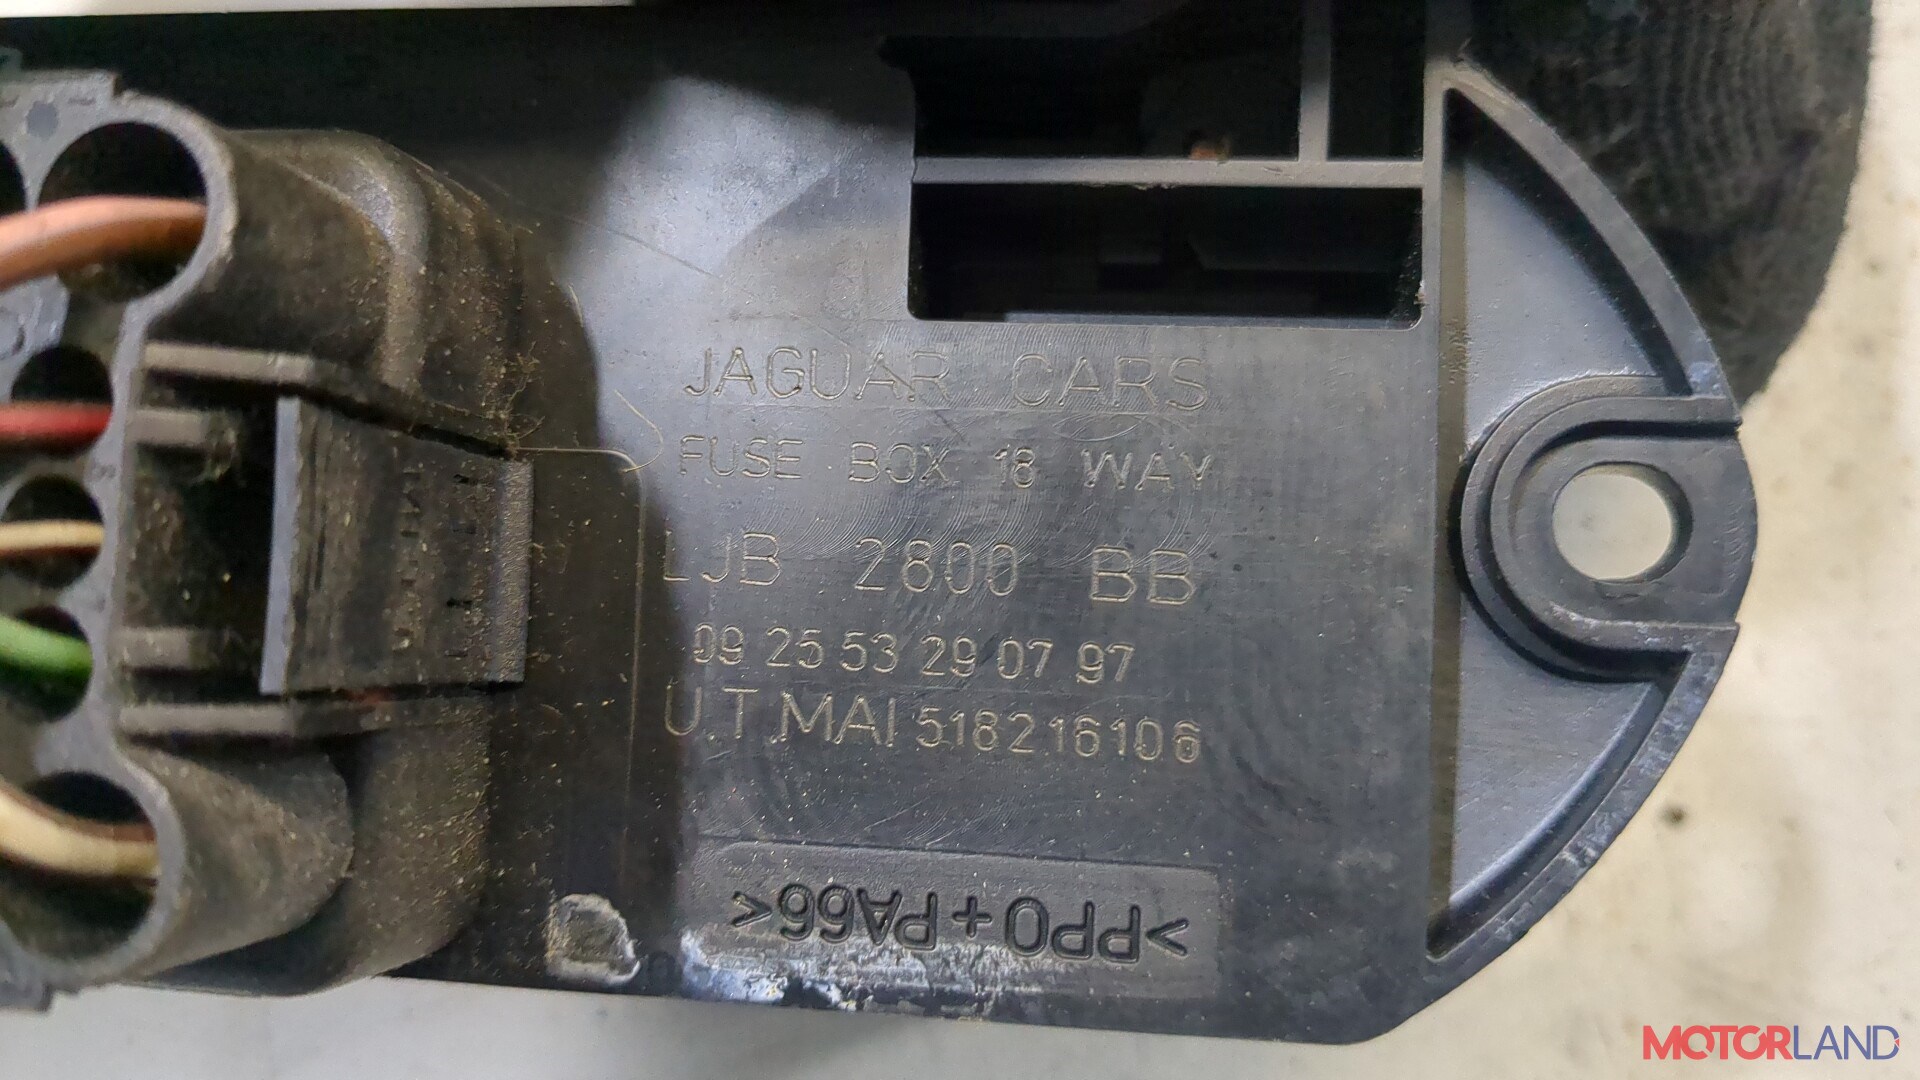 JAGUAR CARS
FUSE BOX 18 WAY
LJB 2800 BB
09 25 53 29 07 97
U.T.MAI 518216106
>PPO+PA66<
MOTORLAND